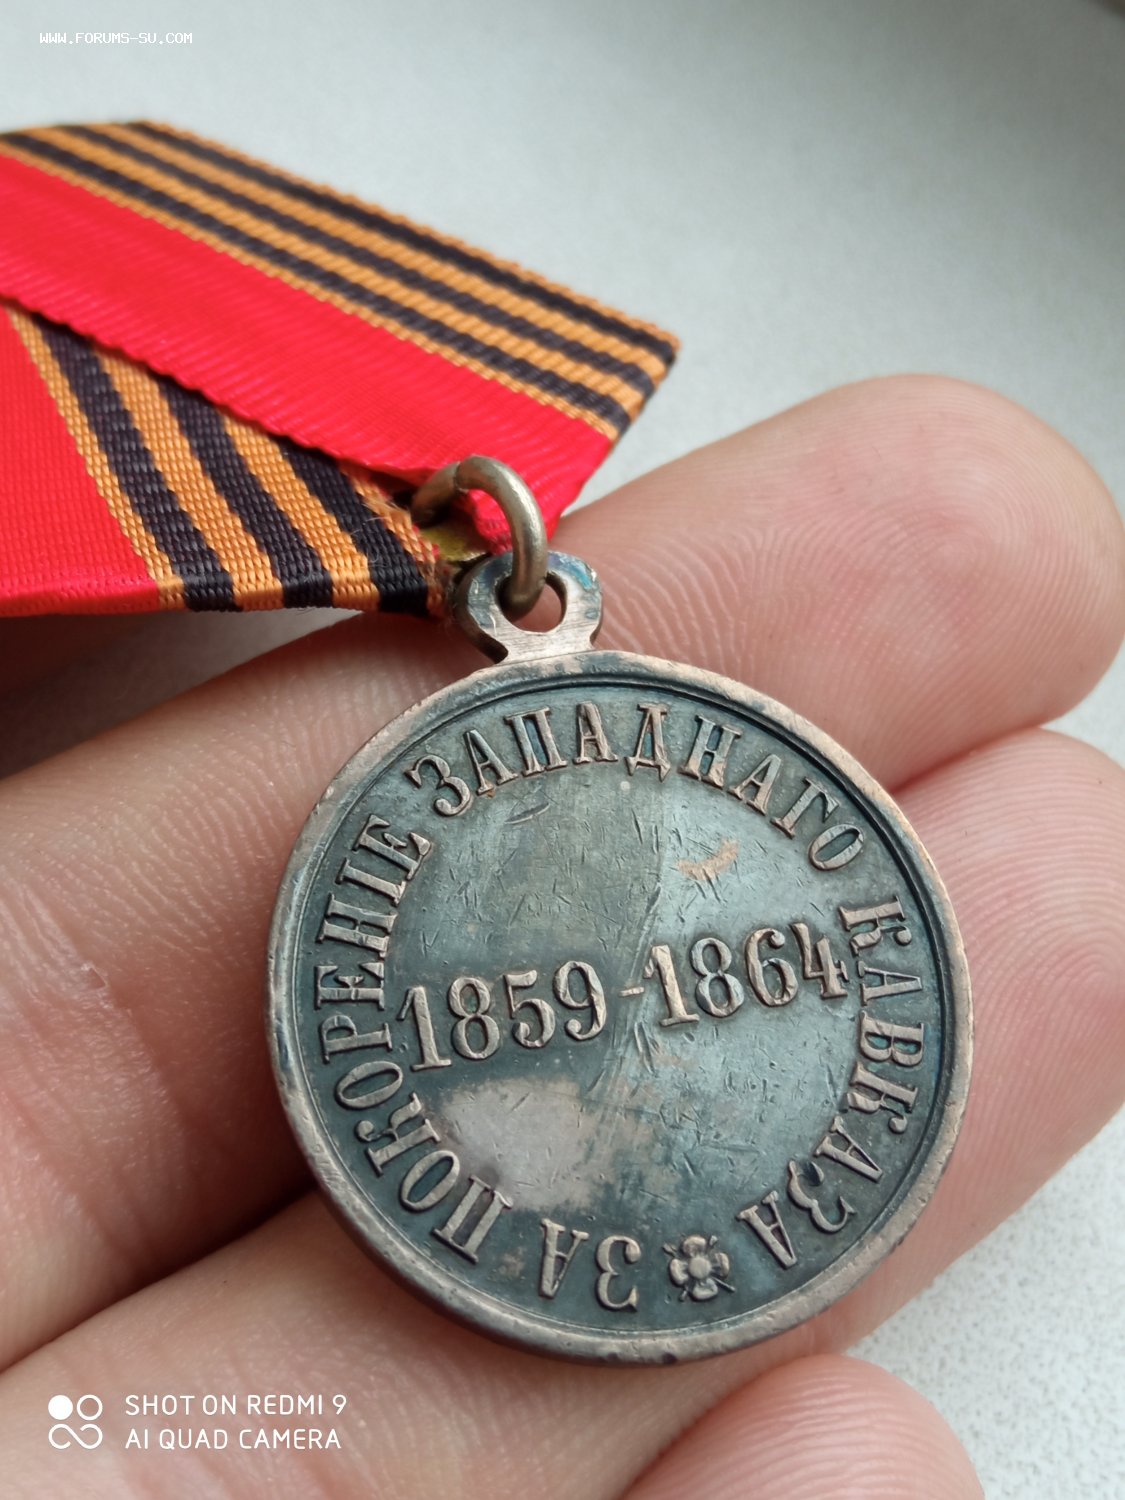 WWW.FORUMS-SU.COM
ЗА ПОКОРЕНІЕ ЗАПАДНАГО КАВКАЗА
1859-1864
SHOT ON REDMI 9
AI QUAD CAMERA